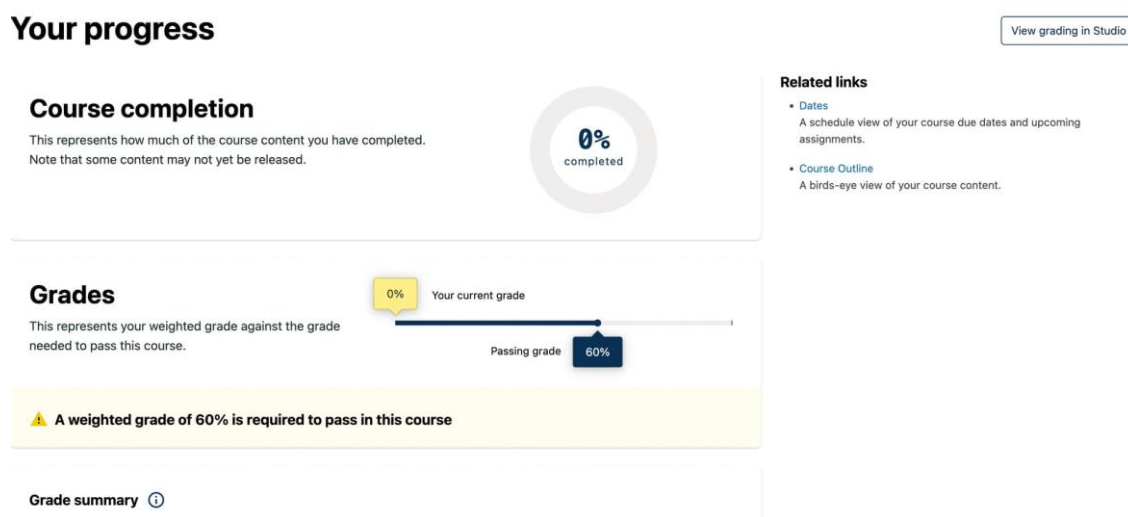 Your progress
View grading in Studio
Course completion
This represents how much of the course content you have completed.
Note that some content may not yet be released.
0%
completed
Related links
• Dates
A schedule view of your course due dates and upcoming
assignments.
• Course Outline
A birds-eye view of your course content.
Grades
This represents your weighted grade against the grade
needed to pass this course.
0%
Your current grade
Passing grade
60%
A weighted grade of 60% is required to pass in this course
Grade summary